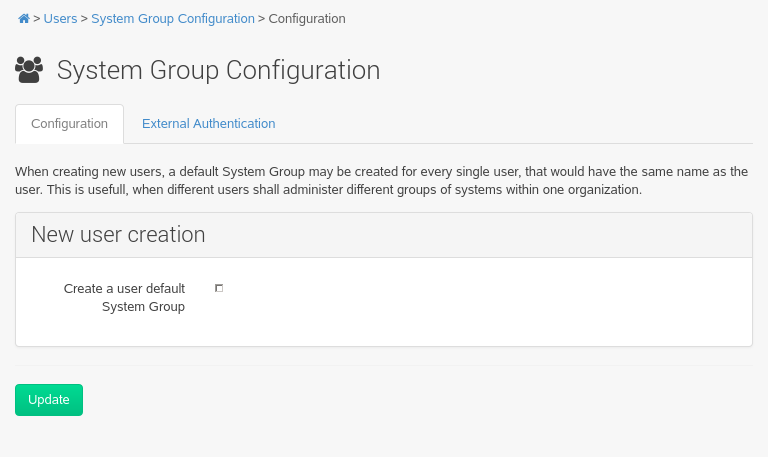 > Users > System Group Configuration > Configuration
System Group Configuration
Configuration
External Authentication
When creating new users, a default System Group may be created for every single user, that would have the same name as the
user. This is usefull, when different users shall administer different groups of systems within one organization.
New user creation
Create a user default
System Group
Update